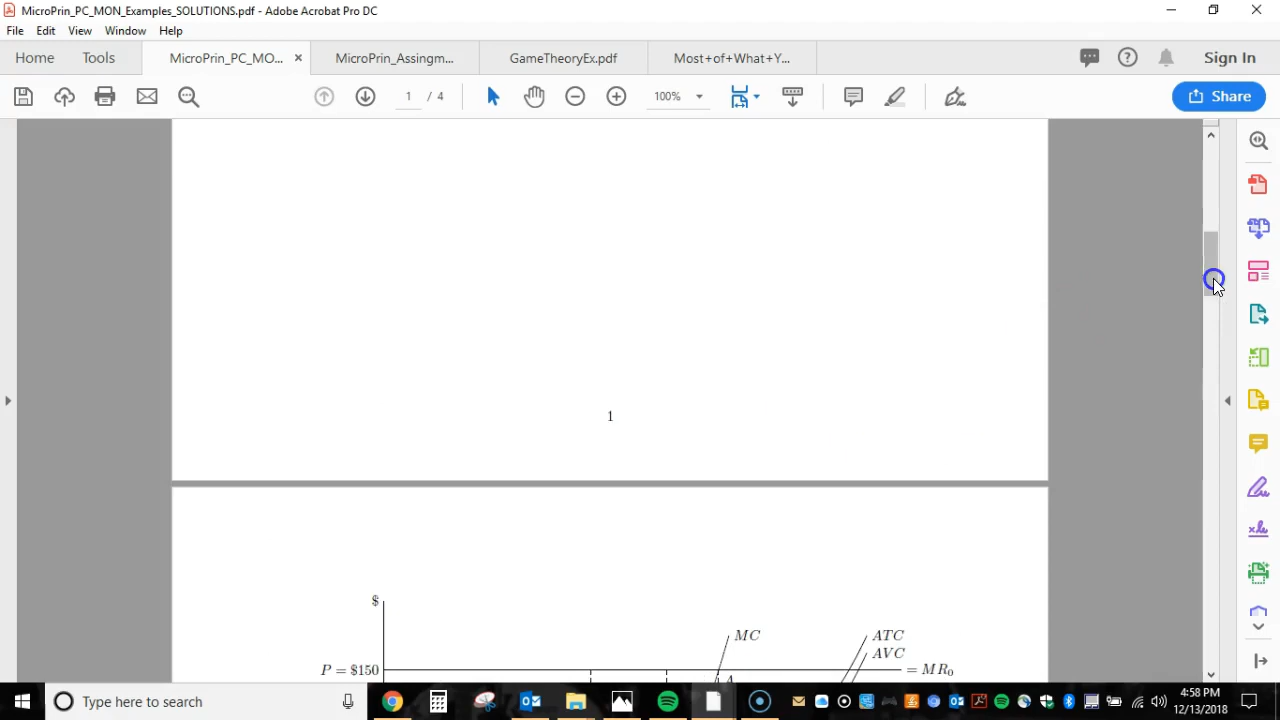 MicroPrin_PC_MON_Examples_SOLUTIONS.pdf - Adobe Acrobat Pro DC
File Edit View Window Help
Home Tools MicroPrin_PC_MO... × MicroPrin_Assingm... GameTheoryEx.pdf Most+of+What+Y... Sign In
1 / 4 100% Share
1
$
MC ATC
AVC
P = $150 = MR0
A
Type here to search
4:58 PM
12/13/2018